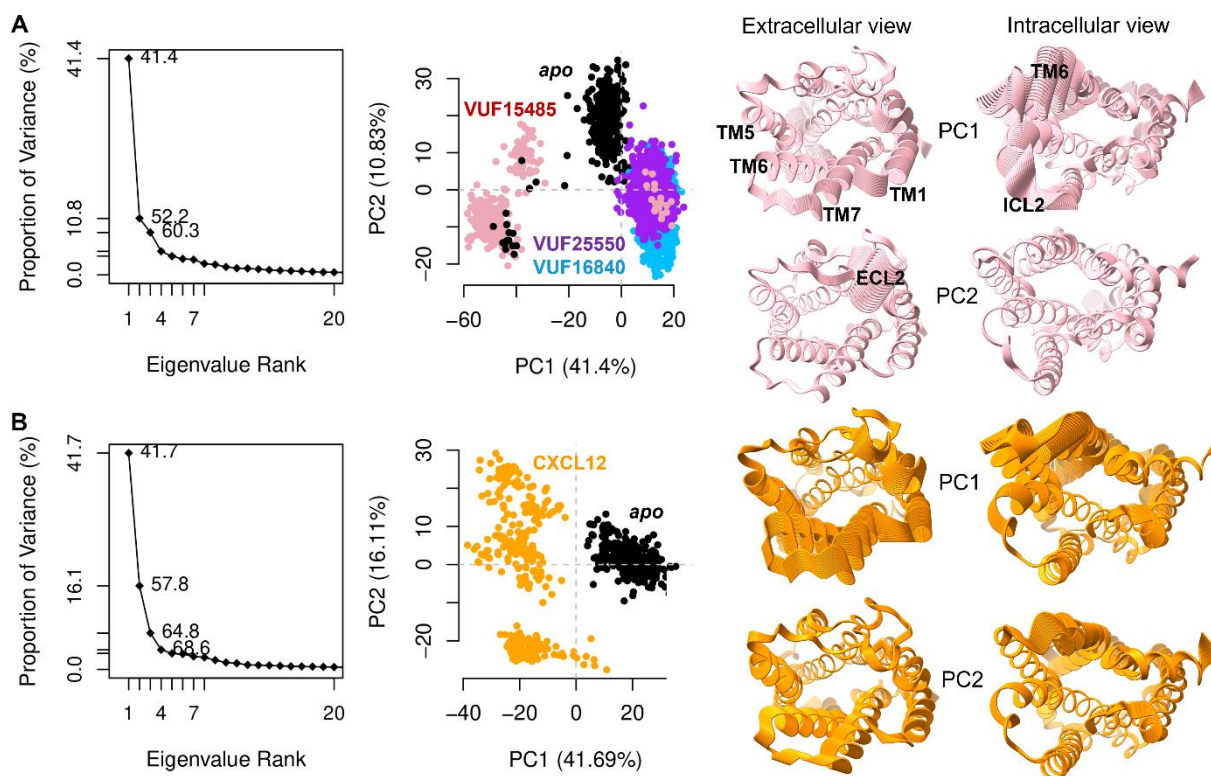 A
Proportion of Variance (%)
41.4
10.8
0.0
41.4
52.2
60.3
1
4
7
20
Eigenvalue Rank
PC2 (10.83%)
30
10
0
−10
−20
apo
VUF15485
VUF25550
VUF16840
−60
−20
0
20
PC1 (41.4%)
Extracellular view
Intracellular view
TM5
TM6
TM7
TM1
PC1
TM6
ICL2
ECL2
PC2
B
Proportion of Variance (%)
41.7
16.1
0.0
41.7
57.8
64.8
68.6
1
4
7
20
Eigenvalue Rank
PC2 (16.11%)
30
10
0
−20
CXCL12
apo
−40
−20
0
20
PC1 (41.69%)
PC1
PC2